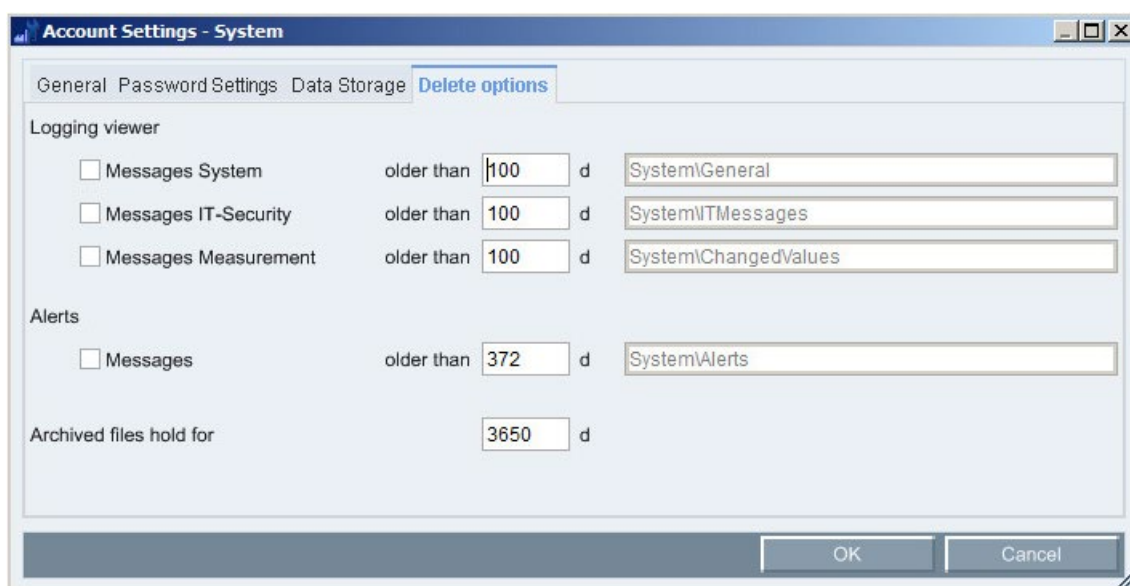 Account Settings - System
General Password Settings Data Storage Delete options
Logging viewer
Messages System older than 100 d System\General
Messages IT-Security older than 100 d System\ITMessages
Messages Measurement older than 100 d System\ChangedValues
Alerts
Messages older than 372 d System\Alerts
Archived files hold for 3650 d
OK Cancel